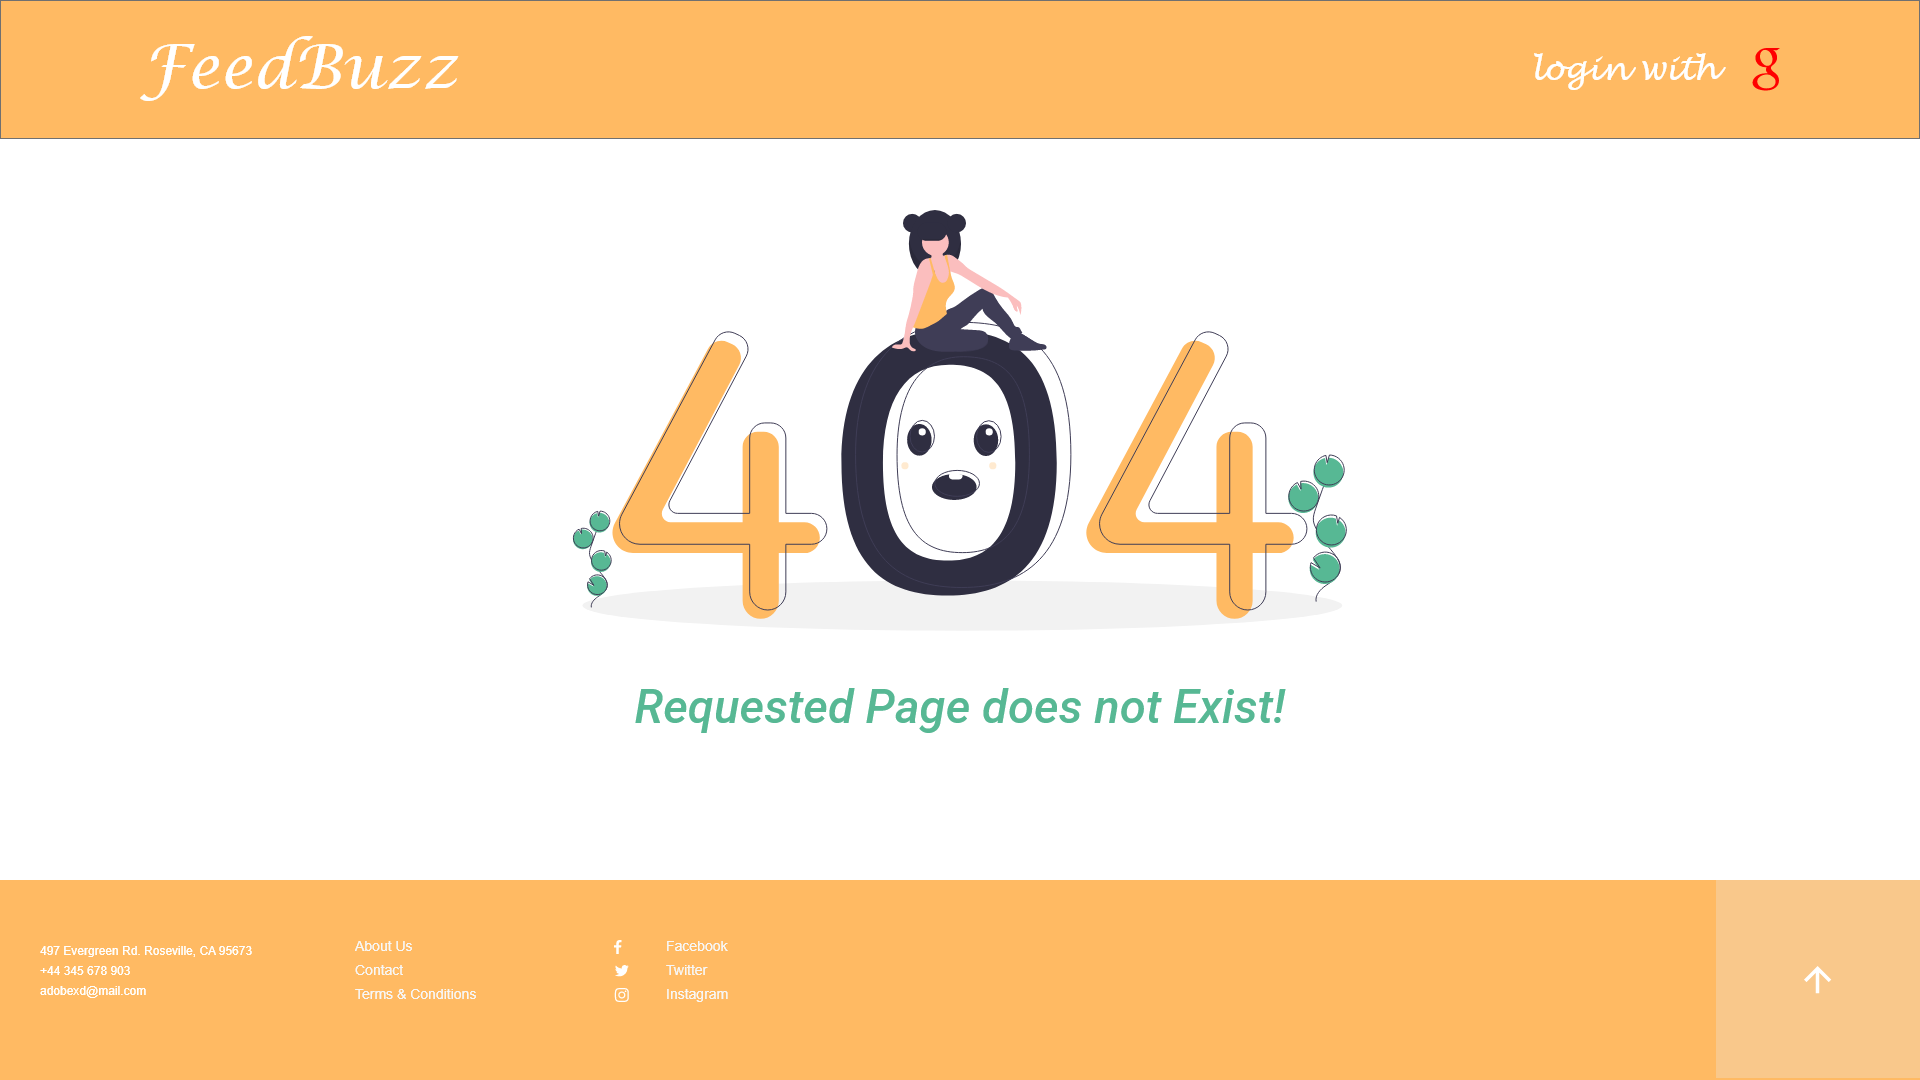 FeedBuzz
login with g
404
Requested Page does not Exist!
497 Evergreen Rd. Roseville, CA 95673
+44 345 678 903
adobexd@mail.com
About Us
Contact
Terms & Conditions
Facebook
Twitter
Instagram